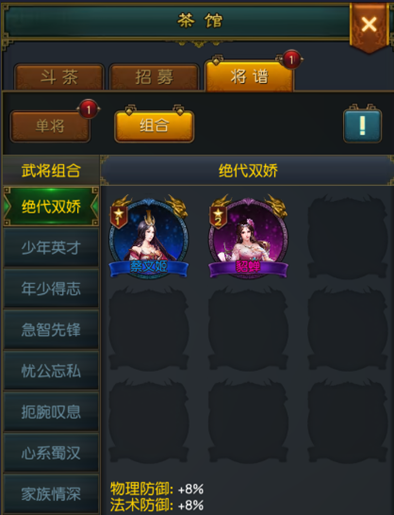 茶馆
斗茶
招募
将谱
1
单将
1
组合
!
武将组合
绝代双娇
绝代双娇
少年英才
年少得志
急智先锋
忧公忘私
扼腕叹息
心系蜀汉
家族情深
1
蔡文姬
2
貂蝉
物理防御: +8%
法术防御: +8%